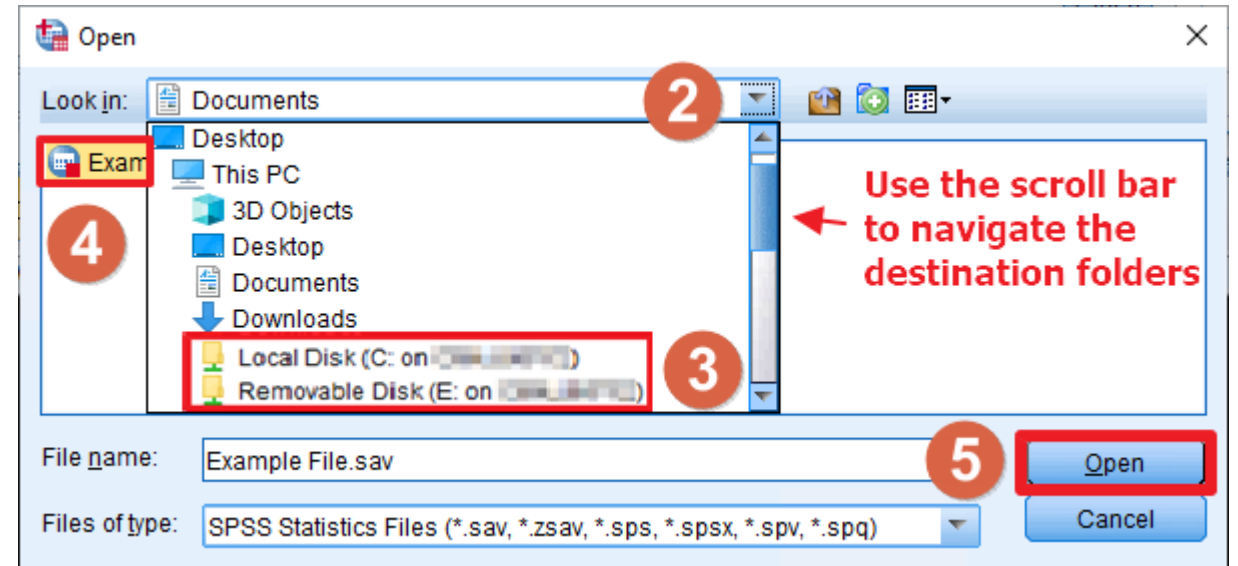 Open
Look in: Documents 2
Desktop
Exam
This PC
3D Objects
Desktop
Documents
Downloads
Local Disk (C: on )
Removable Disk (E: on )
4
3
Use the scroll bar
to navigate the
destination folders
File name: Example File.sav
5 Open
Files of type: SPSS Statistics Files (*.sav, *.zsav, *.sps, *.spsx, *.spv, *.spq)
Cancel